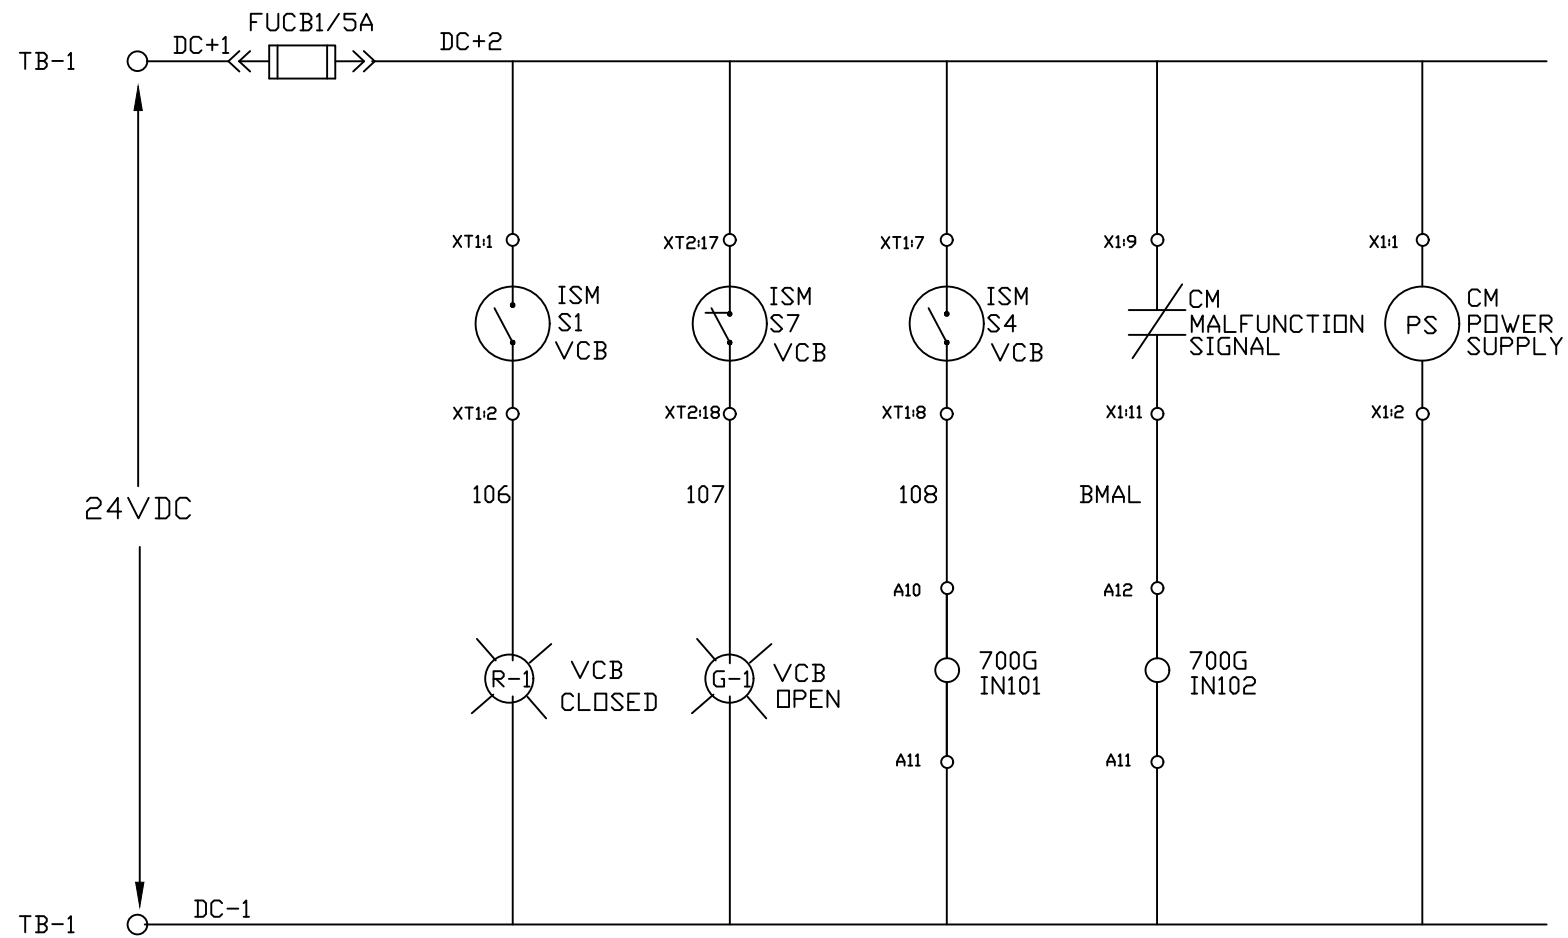 FUCB1/5A
TB-1
DC+1
DC+2
XT1:1
XT2:17
XT1:7
X1:9
X1:1
ISM
S1
VCB
ISM
S7
VCB
ISM
S4
VCB
CM
MALFUNCTION
SIGNAL
PS
CM
POWER
SUPPLY
XT1:2
XT2:18
XT1:8
X1:11
X1:2
24VDC
106
107
108
BMAL
A10
A12
R-1
VCB
CLOSED
G-1
VCB
OPEN
700G
IN101
700G
IN102
A11
A11
TB-1
DC-1